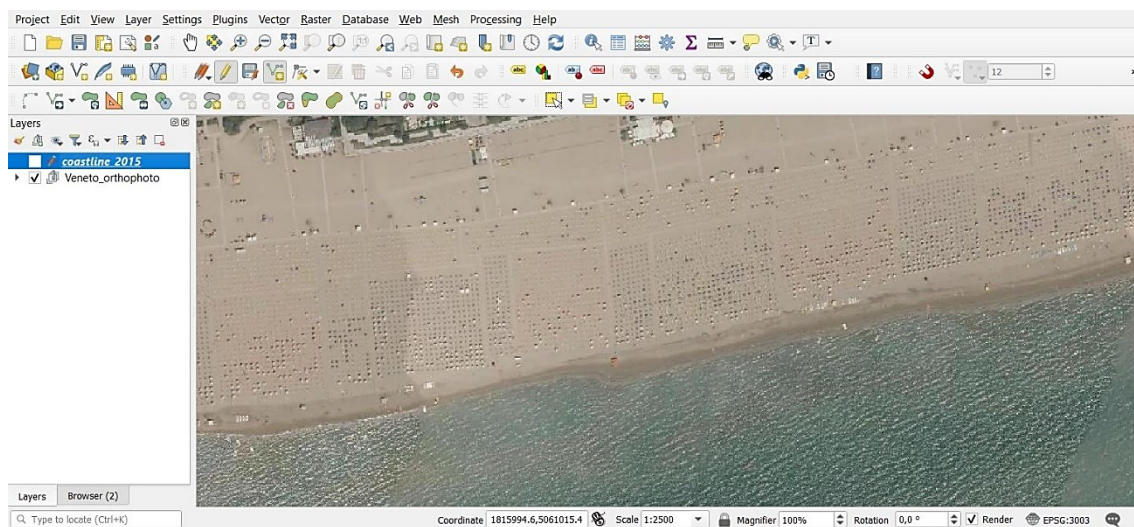 Project Edit View Layer Settings Plugins Vector Raster Database Web Mesh Processing Help
12
Layers
coastline_2015
Veneto_orthophoto
Layers Browser (2)
Type to locate (Ctrl+K) Coordinate 1815994.6,5061015.4 Scale 1:2500 Magnifier 100% Rotation 0,0 ° Render EPSG:3003